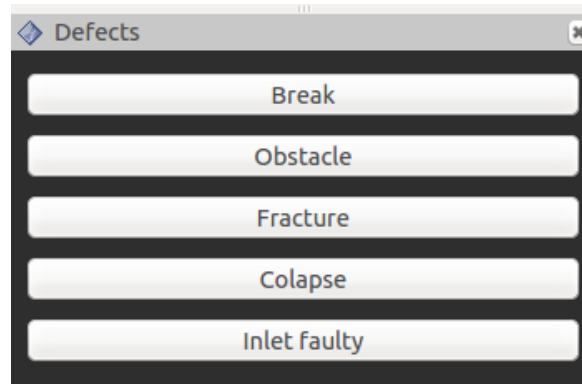 Defects
Break
Obstacle
Fracture
Colapse
Inlet faulty